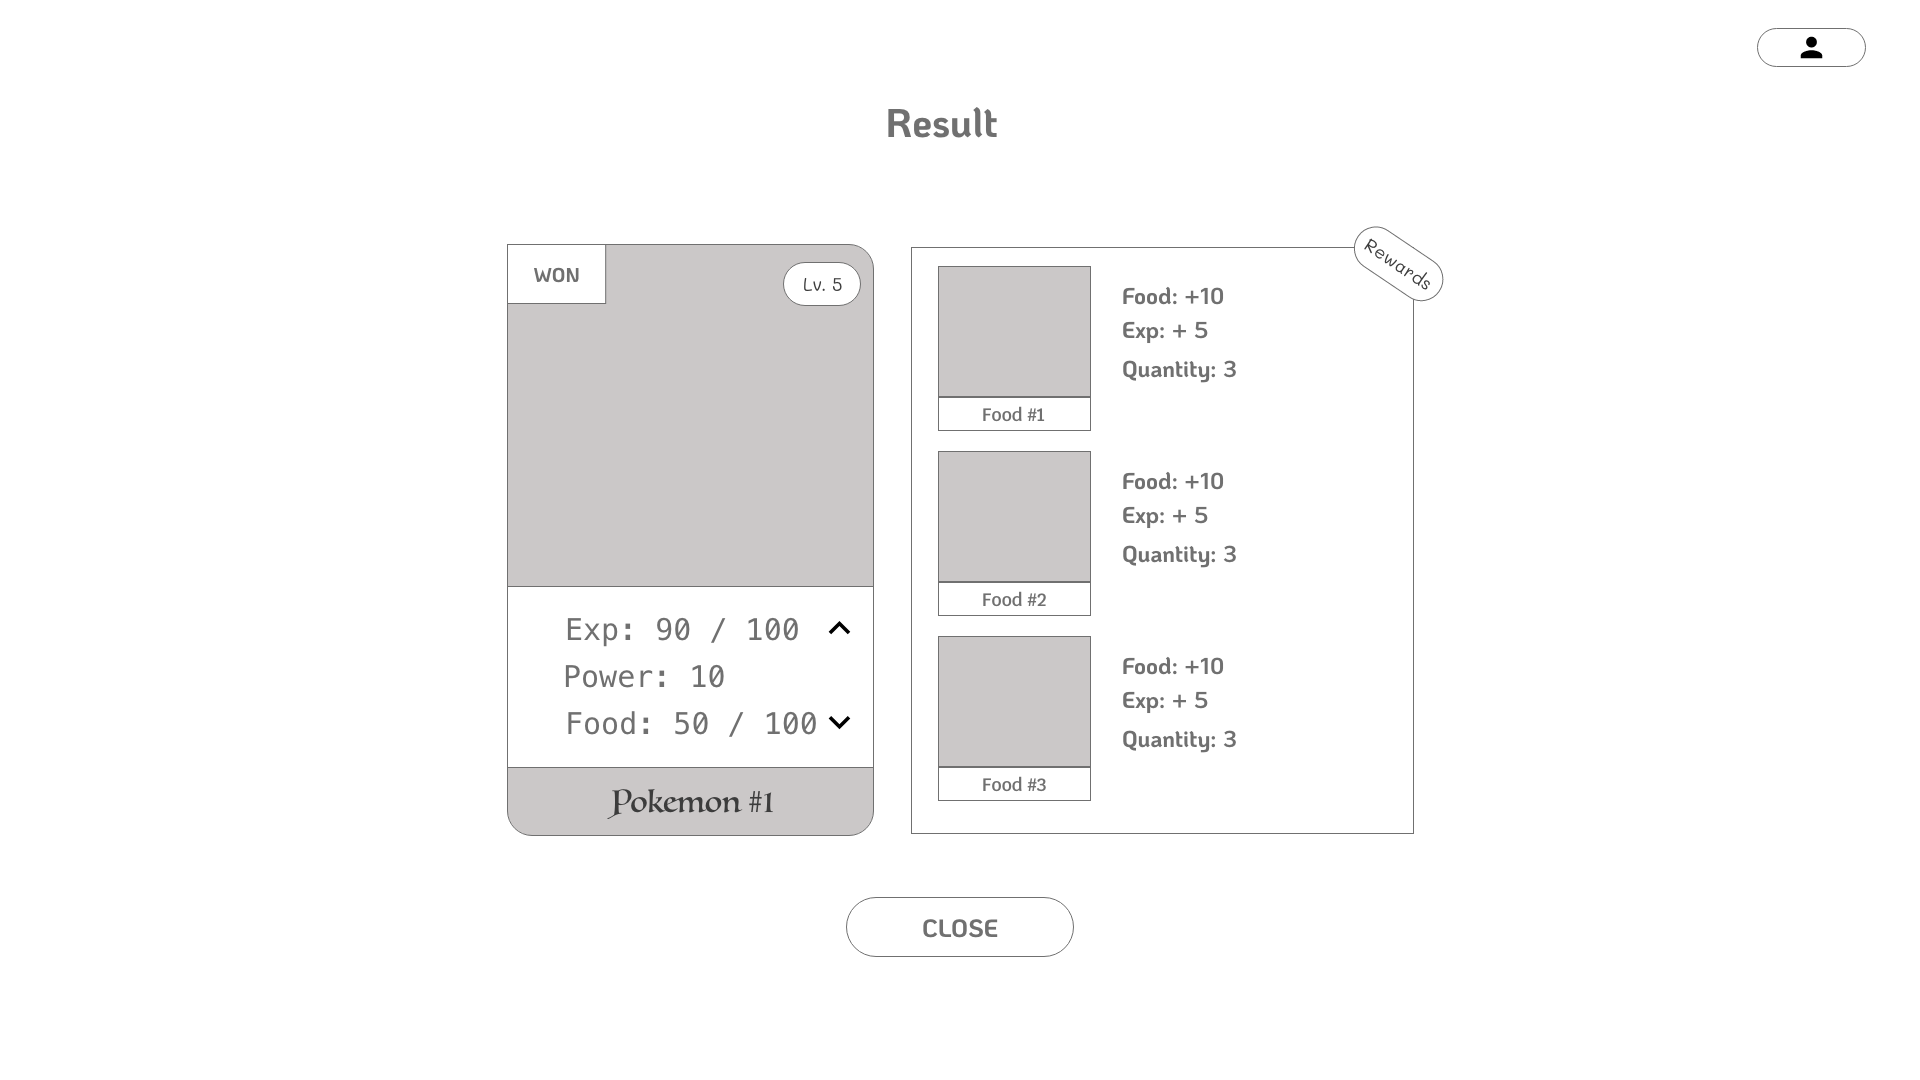 Result
WON
Lv. 5
Exp: 90 / 100
Power: 10
Food: 50 / 100
Pokemon #1
Rewards
Food: +10
Exp: + 5
Quantity: 3
Food #1
Food: +10
Exp: + 5
Quantity: 3
Food #2
Food: +10
Exp: + 5
Quantity: 3
Food #3
CLOSE